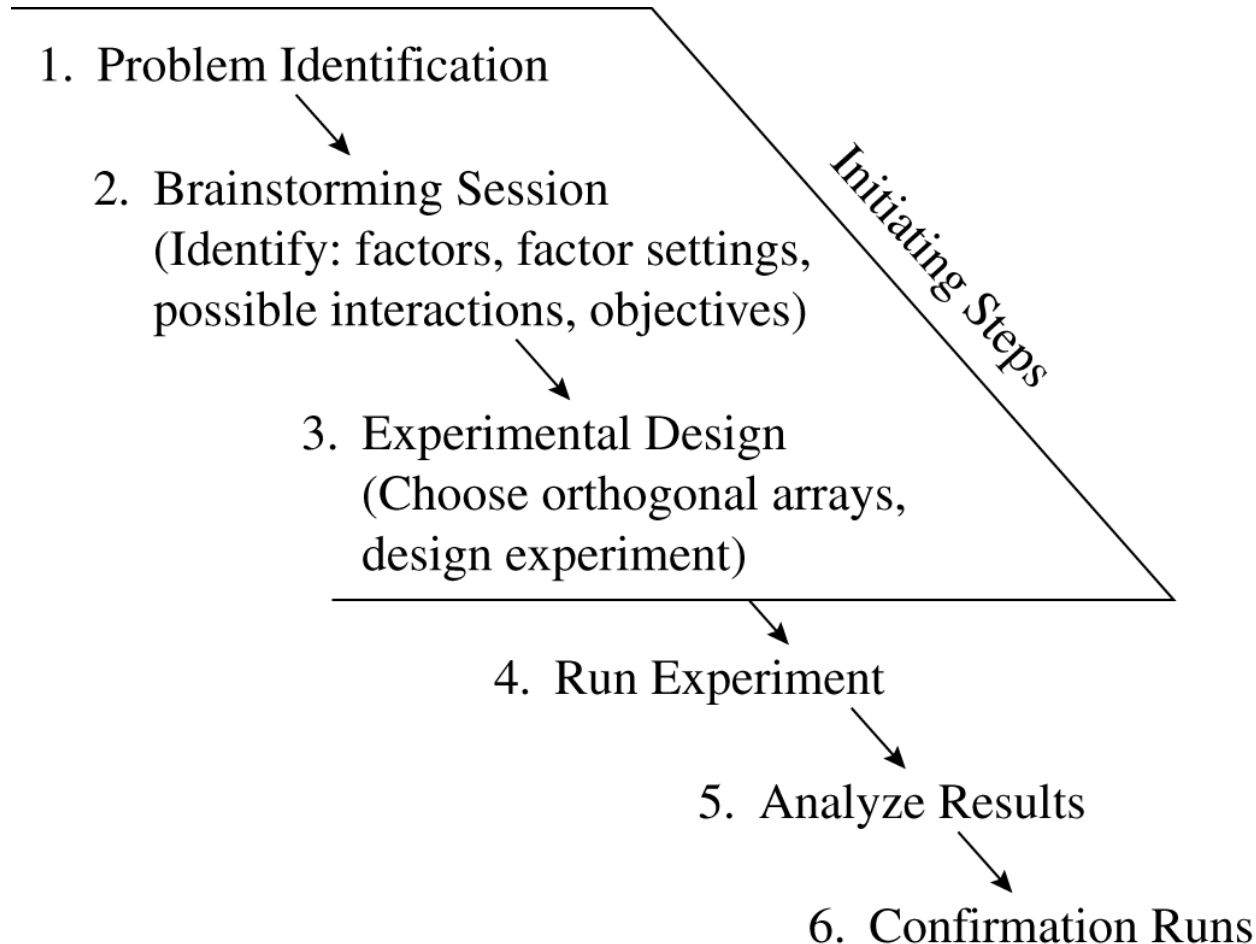 1. Problem Identification
2. Brainstorming Session
(Identify: factors, factor settings,
possible interactions, objectives)
Initiating Steps
3. Experimental Design
(Choose orthogonal arrays,
design experiment)
4. Run Experiment
5. Analyze Results
6. Confirmation Runs